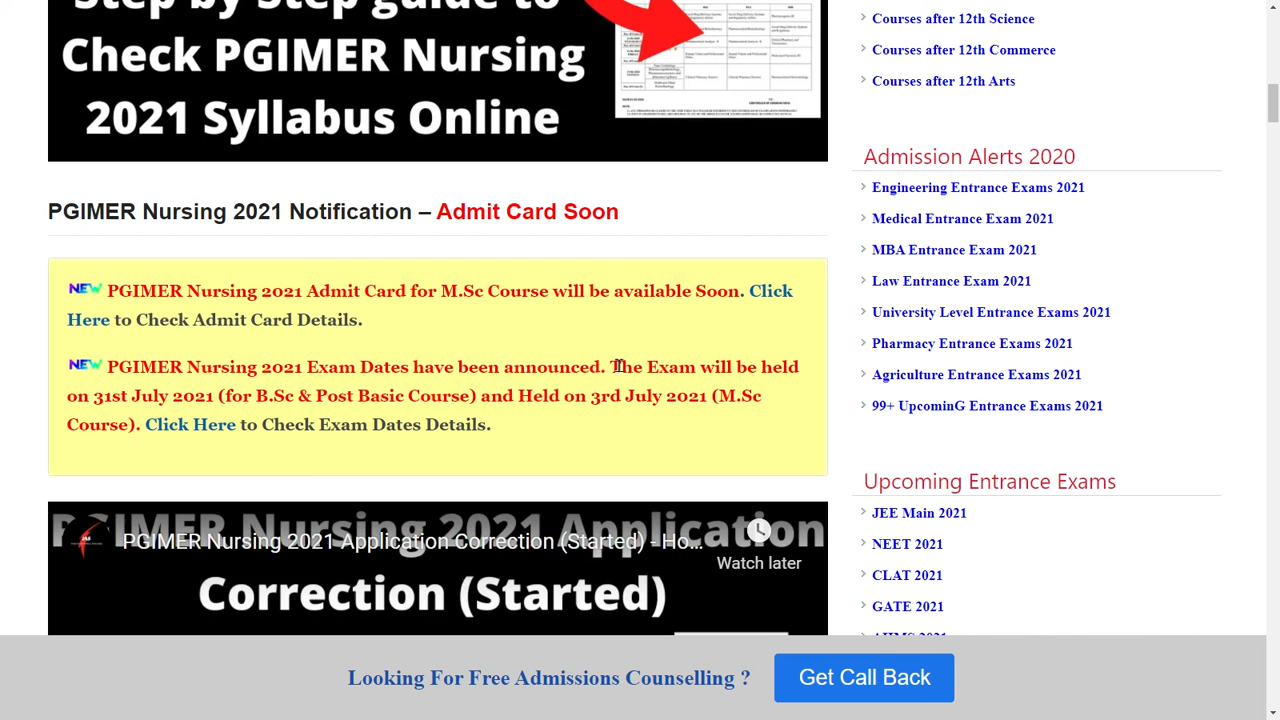 Step by Step guide to
Check PGIMER Nursing
2021 Syllabus Online
PGIMER Nursing 2021 Notification – Admit Card Soon
NEW PGIMER Nursing 2021 Admit Card for M.Sc Course will be available Soon. Click
Here to Check Admit Card Details.
NEW PGIMER Nursing 2021 Exam Dates have been announced. The Exam will be held
on 31st July 2021 (for B.Sc & Post Basic Course) and Held on 3rd July 2021 (M.Sc
Course). Click Here to Check Exam Dates Details.
PGIMER Nursing 2021 Application
PGIMER Nursing 2021 Application Correction (Started) - Ho...
Watch later
Correction (Started)
Courses after 12th Science
Courses after 12th Commerce
Courses after 12th Arts
Admission Alerts 2020
Engineering Entrance Exams 2021
Medical Entrance Exam 2021
MBA Entrance Exam 2021
Law Entrance Exam 2021
University Level Entrance Exams 2021
Pharmacy Entrance Exams 2021
Agriculture Entrance Exams 2021
99+ UpcominG Entrance Exams 2021
Upcoming Entrance Exams
JEE Main 2021
NEET 2021
CLAT 2021
GATE 2021
AIIMS 2021
Looking For Free Admissions Counselling ?
Get Call Back